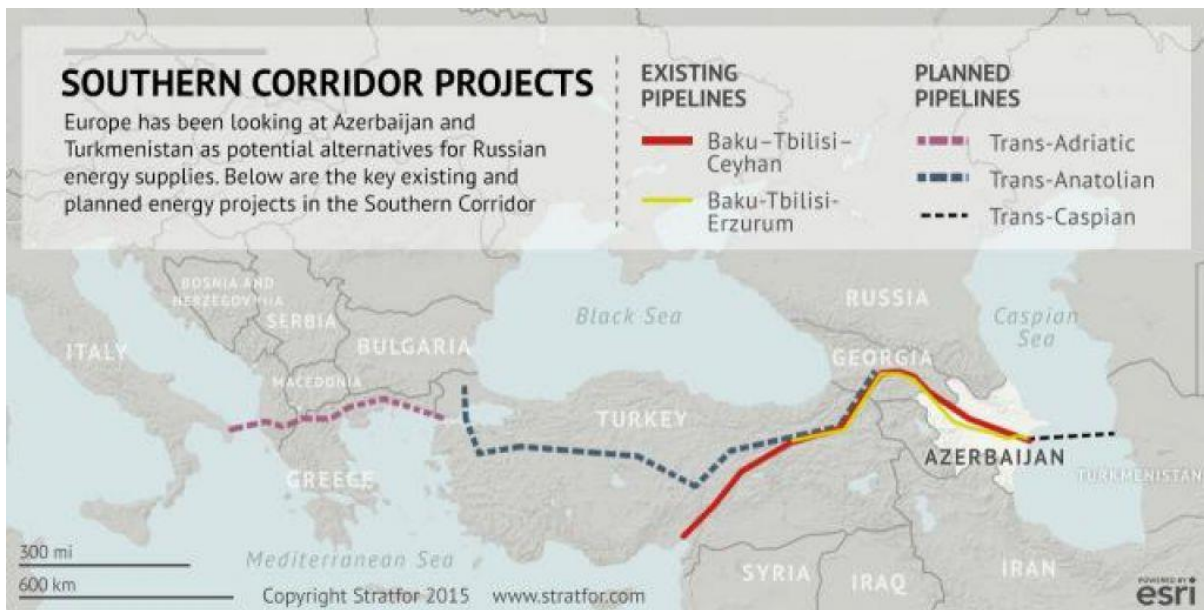 SOUTHERN CORRIDOR PROJECTS
Europe has been looking at Azerbaijan and
Turkmenistan as potential alternatives for Russian
energy supplies. Below are the key existing and
planned energy projects in the Southern Corridor
EXISTING
PIPELINES
Baku–Tbilisi–
Ceyhan
Baku-Tbilisi-
Erzurum
PLANNED
PIPELINES
Trans-Adriatic
Trans-Anatolian
Trans-Caspian
BOSNIA AND
HERZEGOVINA
SERBIA
ITALY
BULGARIA
MACEDONIA
GREECE
Black Sea
TURKEY
RUSSIA
GEORGIA
Caspian
Sea
AZERBAIJAN
TURKMENISTAN
Mediterranean Sea
SYRIA
IRAQ
IRAN
300 mi
600 km
Copyright Stratfor 2015 www.stratfor.com
POWERED BY
esri